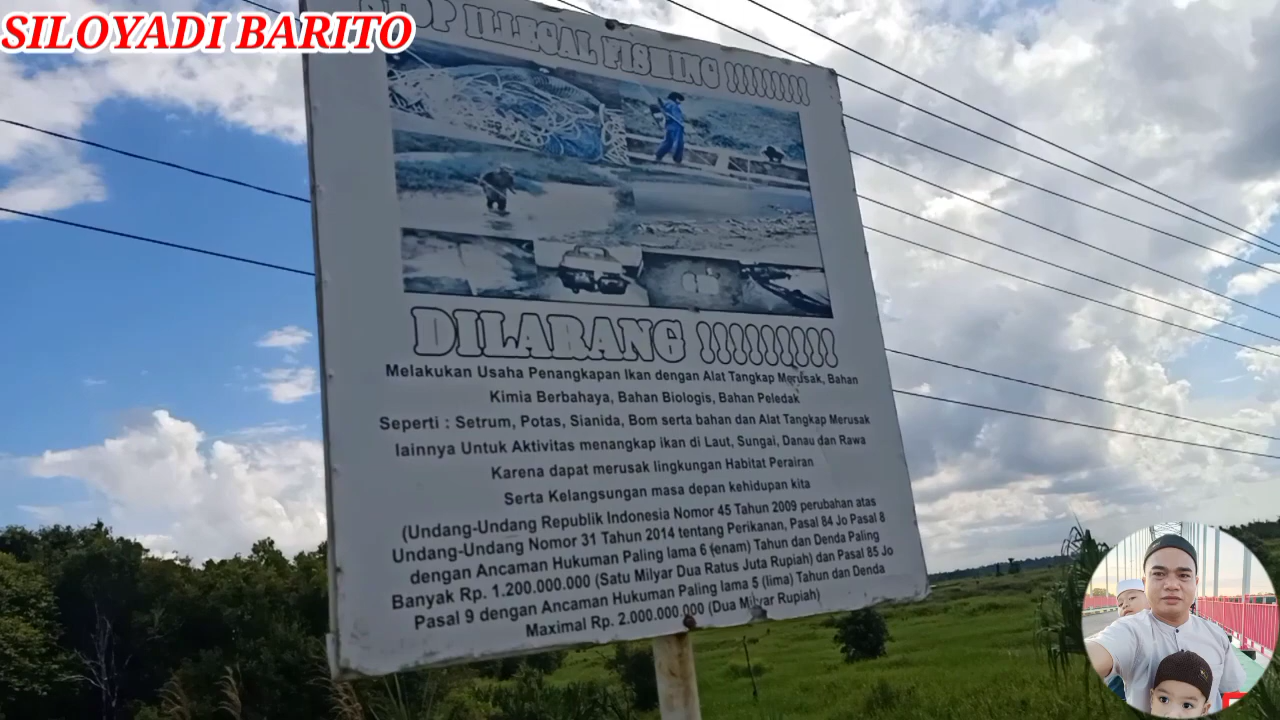 SILOYADI BARITO
STOP ILLEGAL FISHING !!!!!!!!!
DILARANG !!!!!!!!!!
Melakukan Usaha Penangkapan Ikan dengan Alat Tangkap Merusak, Bahan
Kimia Berbahaya, Bahan Biologis, Bahan Peledak
Seperti : Setrum, Potas, Sianida, Bom serta bahan dan Alat Tangkap Merusak
lainnya Untuk Aktivitas menangkap ikan di Laut, Sungai, Danau dan Rawa
Karena dapat merusak lingkungan Habitat Perairan
Serta Kelangsungan masa depan kehidupan kita
(Undang-Undang Republik Indonesia Nomor 45 Tahun 2009 perubahan atas
Undang-Undang Nomor 31 Tahun 2014 tentang Perikanan, Pasal 84 Jo Pasal 8
dengan Ancaman Hukuman Paling lama 6 (enam) Tahun dan Denda Paling
Banyak Rp. 1.200.000.000 (Satu Milyar Dua Ratus Juta Rupiah) dan Pasal 85 Jo
Pasal 9 dengan Ancaman Hukuman Paling lama 5 (lima) Tahun dan Denda
Maximal Rp. 2.000.000.000 (Dua Milyar Rupiah)